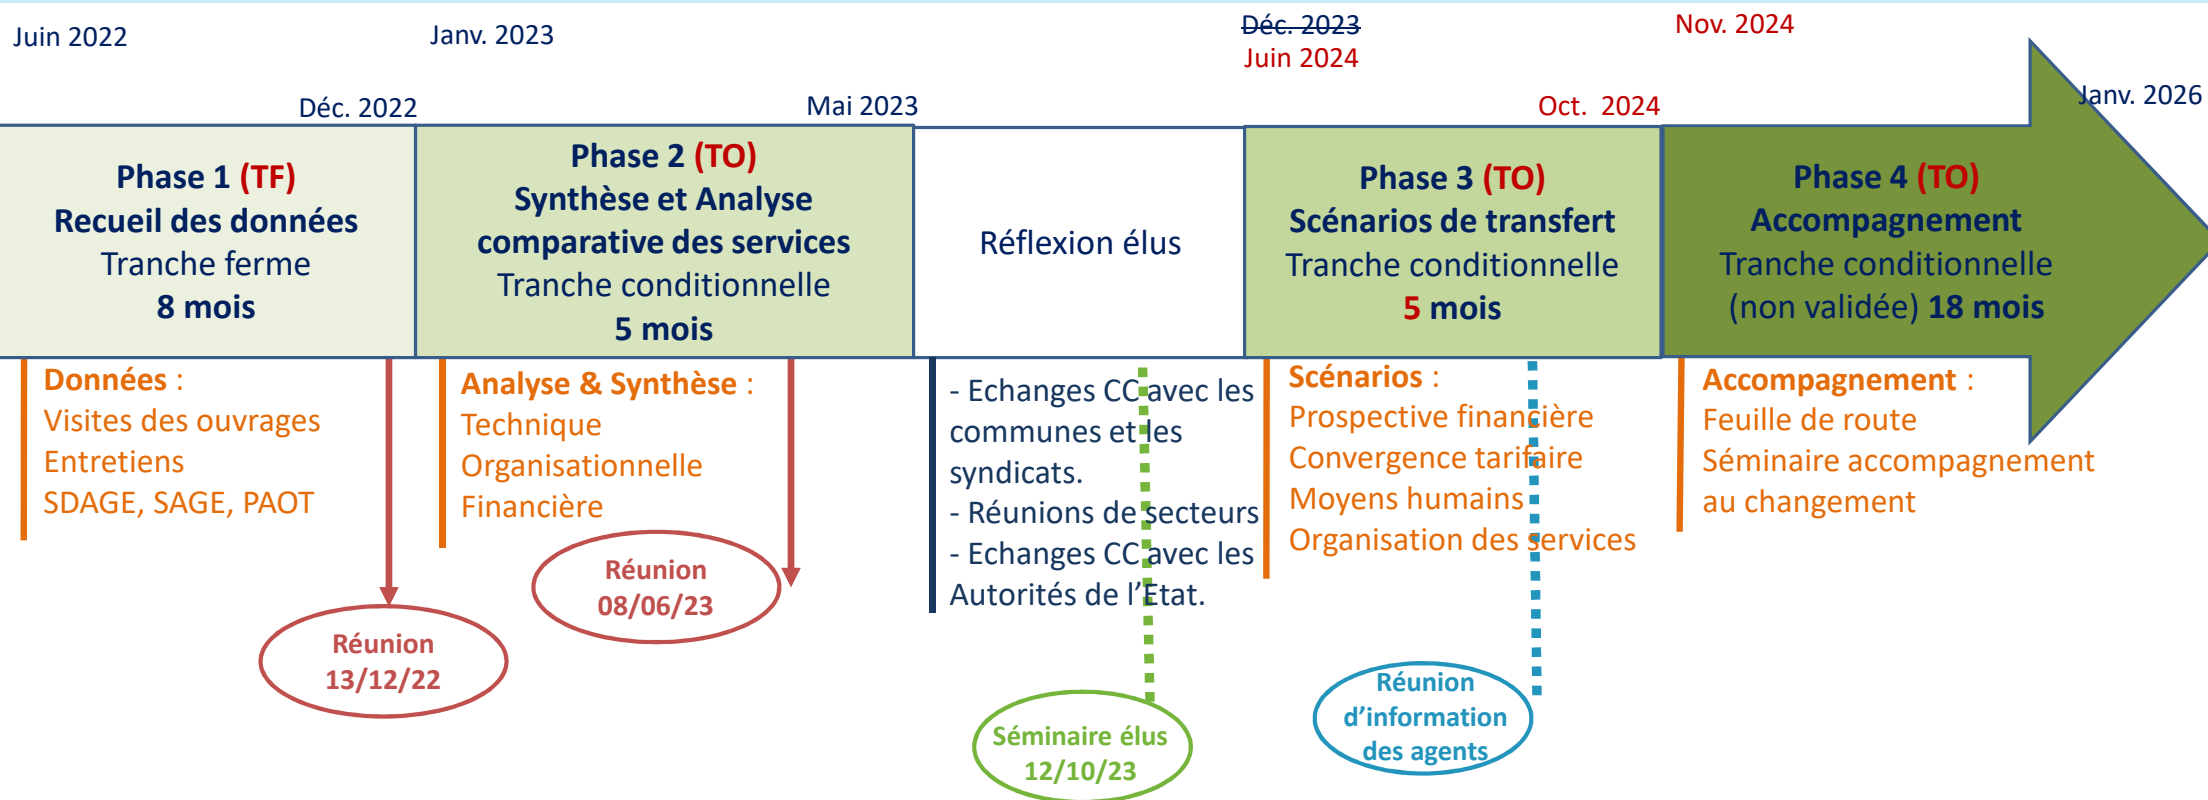 Juin 2022
Janv. 2023
Déc. 2023
Juin 2024
Nov. 2024
Déc. 2022
Mai 2023
Oct. 2024
Janv. 2026
Phase 1 (TF)
Recueil des données
Tranche ferme
8 mois
Phase 2 (TO)
Synthèse et Analyse
comparative des services
Tranche conditionnelle
5 mois
Réflexion élus
Phase 3 (TO)
Scénarios de transfert
Tranche conditionnelle
5 mois
Phase 4 (TO)
Accompagnement
Tranche conditionnelle
(non validée) 18 mois
Données :
Visites des ouvrages
Entretiens
SDAGE, SAGE, PAOT
Analyse & Synthèse :
Technique
Organisationnelle
Financière
- Echanges CC avec les
communes et les
syndicats.
- Réunions de secteurs
- Echanges CC avec les
Autorités de l’Etat.
Scénarios :
Prospective financière
Convergence tarifaire
Moyens humains
Organisation des services
Accompagnement :
Feuille de route
Séminaire accompagnement
au changement
Réunion
13/12/22
Réunion
08/06/23
Séminaire élus
12/10/23
Réunion
d’information
des agents